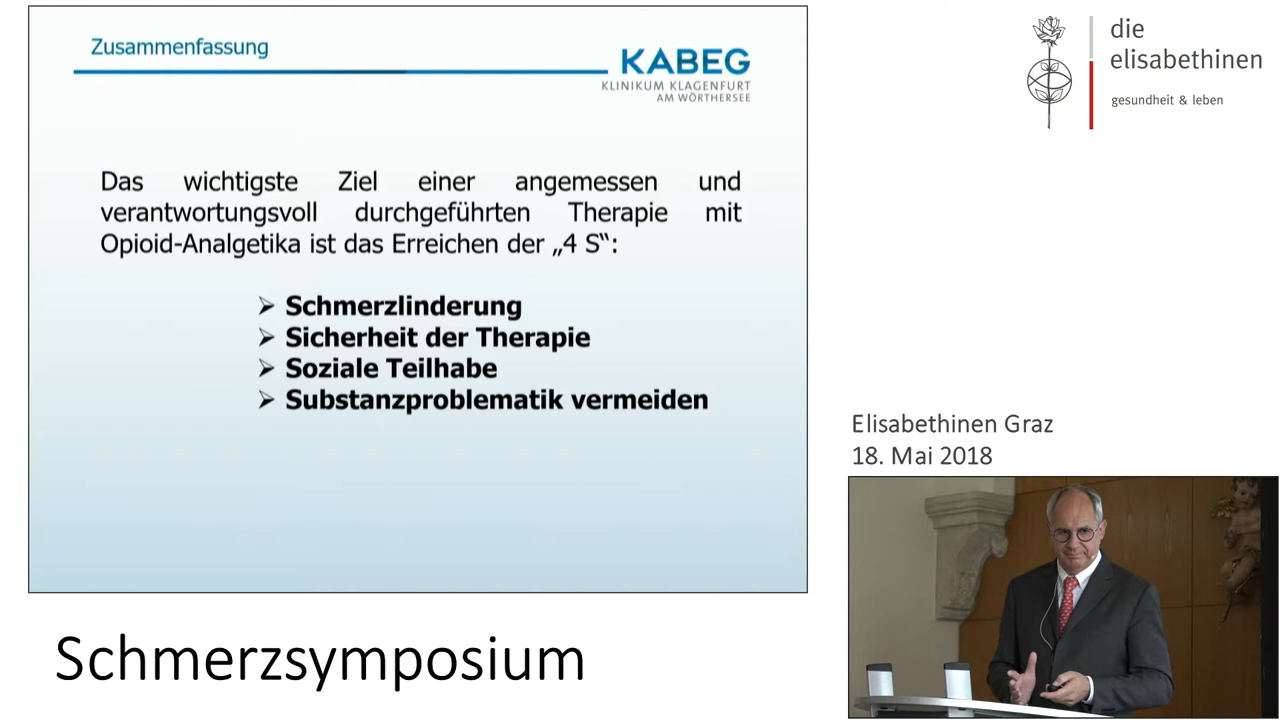 Zusammenfassung
KABEG
KLINIKUM KLAGENFURT
AM WÖRTHERSEE
Das wichtigste Ziel einer angemessen und
verantwortungsvoll durchgeführten Therapie mit
Opioid-Analgetika ist das Erreichen der „4 S“:
➢ Schmerzlinderung
➢ Sicherheit der Therapie
➢ Soziale Teilhabe
➢ Substanzproblematik vermeiden
die
elisabethinen
gesundheit & leben
Elisabethinen Graz
18. Mai 2018
Schmerzsymposium